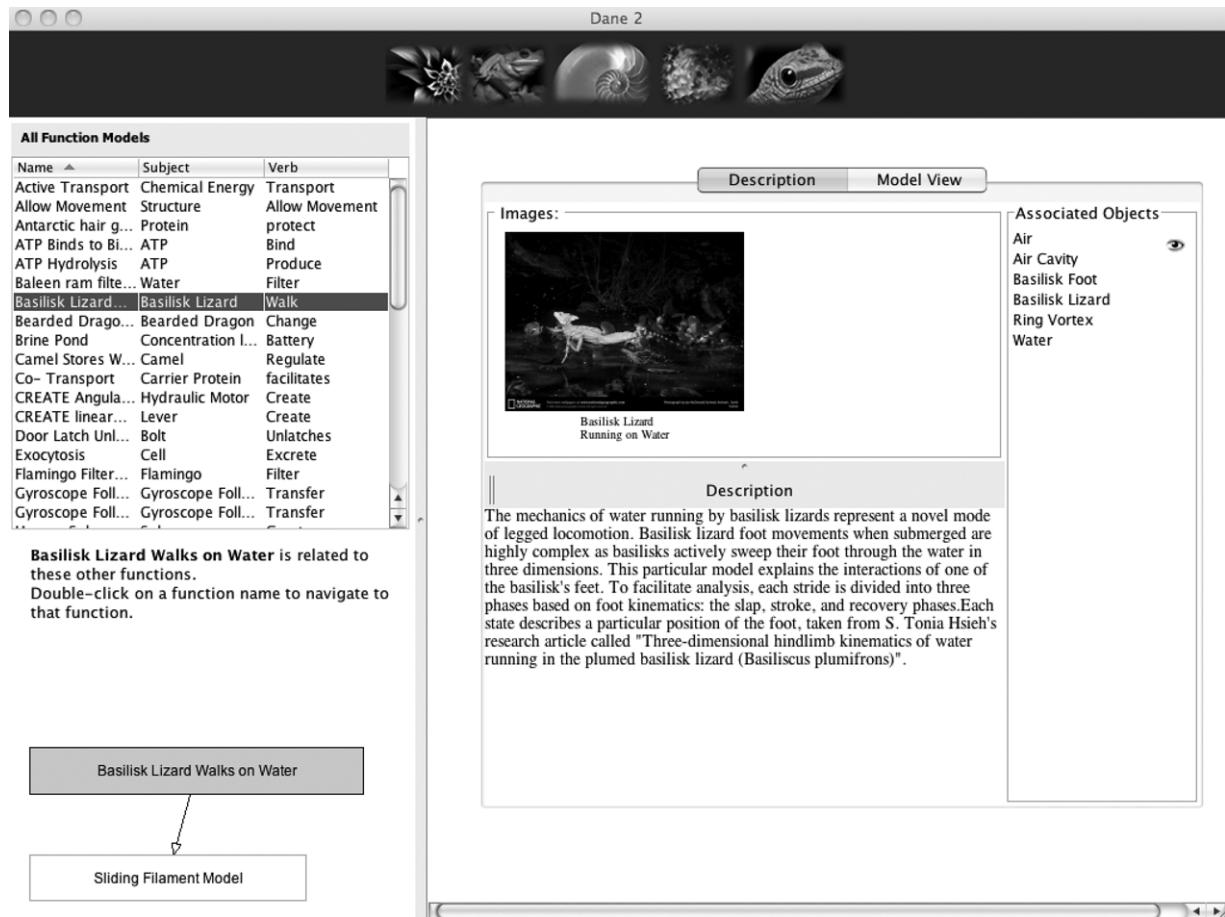 Dane 2
All Function Models
Name Subject Verb
Active Transport Chemical Energy Transport
Allow Movement Structure Allow Movement
Antarctic hair g... Protein protect
ATP Binds to Bi... ATP Bind
ATP Hydrolysis ATP Produce
Baleen ram filte... Water Filter
Basilisk Lizard... Basilisk Lizard Walk
Bearded Drago... Bearded Dragon Change
Brine Pond Concentration I... Battery
Camel Stores W... Camel Regulate
Co- Transport Carrier Protein facilitates
CREATE Angula... Hydraulic Motor Create
CREATE linear... Lever Create
Door Latch Unl... Bolt Unlatches
Exocytosis Cell Excrete
Flamingo Filter... Flamingo Filter
Gyroscope Foll... Gyroscope Foll... Transfer
Gyroscope Foll... Gyroscope Foll... Transfer
Basilisk Lizard Walks on Water is related to
these other functions.
Double-click on a function name to navigate to
that function.
Basilisk Lizard Walks on Water
Sliding Filament Model
Description Model View
Images:
NATIONAL
GEOGRAPHIC
Basilisk Lizard
Running on Water
Description
The mechanics of water running by basilisk lizards represent a novel mode
of legged locomotion. Basilisk lizard foot movements when submerged are
highly complex as basilisks actively sweep their foot through the water in
three dimensions. This particular model explains the interactions of one of
the basilisk's feet. To facilitate analysis, each stride is divided into three
phases based on foot kinematics: the slap, stroke, and recovery phases.Each
state describes a particular position of the foot, taken from S. Tonia Hsieh's
research article called "Three-dimensional hindlimb kinematics of water
running in the plumed basilisk lizard (Basiliscus plumifrons)".
Associated Objects
Air
Air Cavity
Basilisk Foot
Basilisk Lizard
Ring Vortex
Water